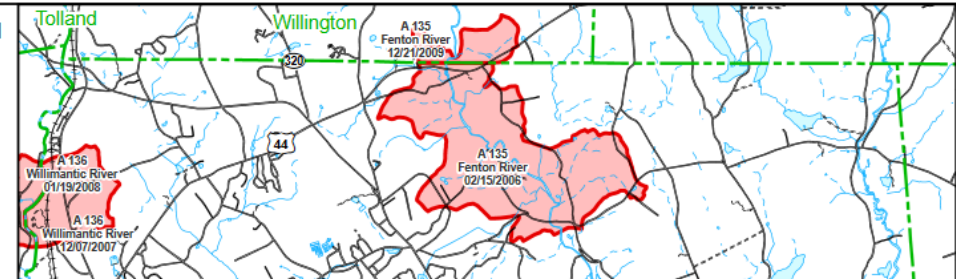 Tolland
Willington
A 135
Fenton River
12/21/2009
320
44
A 135
Fenton River
02/15/2006
A 136
Willimantic River
01/19/2008
A 136
Willimantic River
12/07/2007